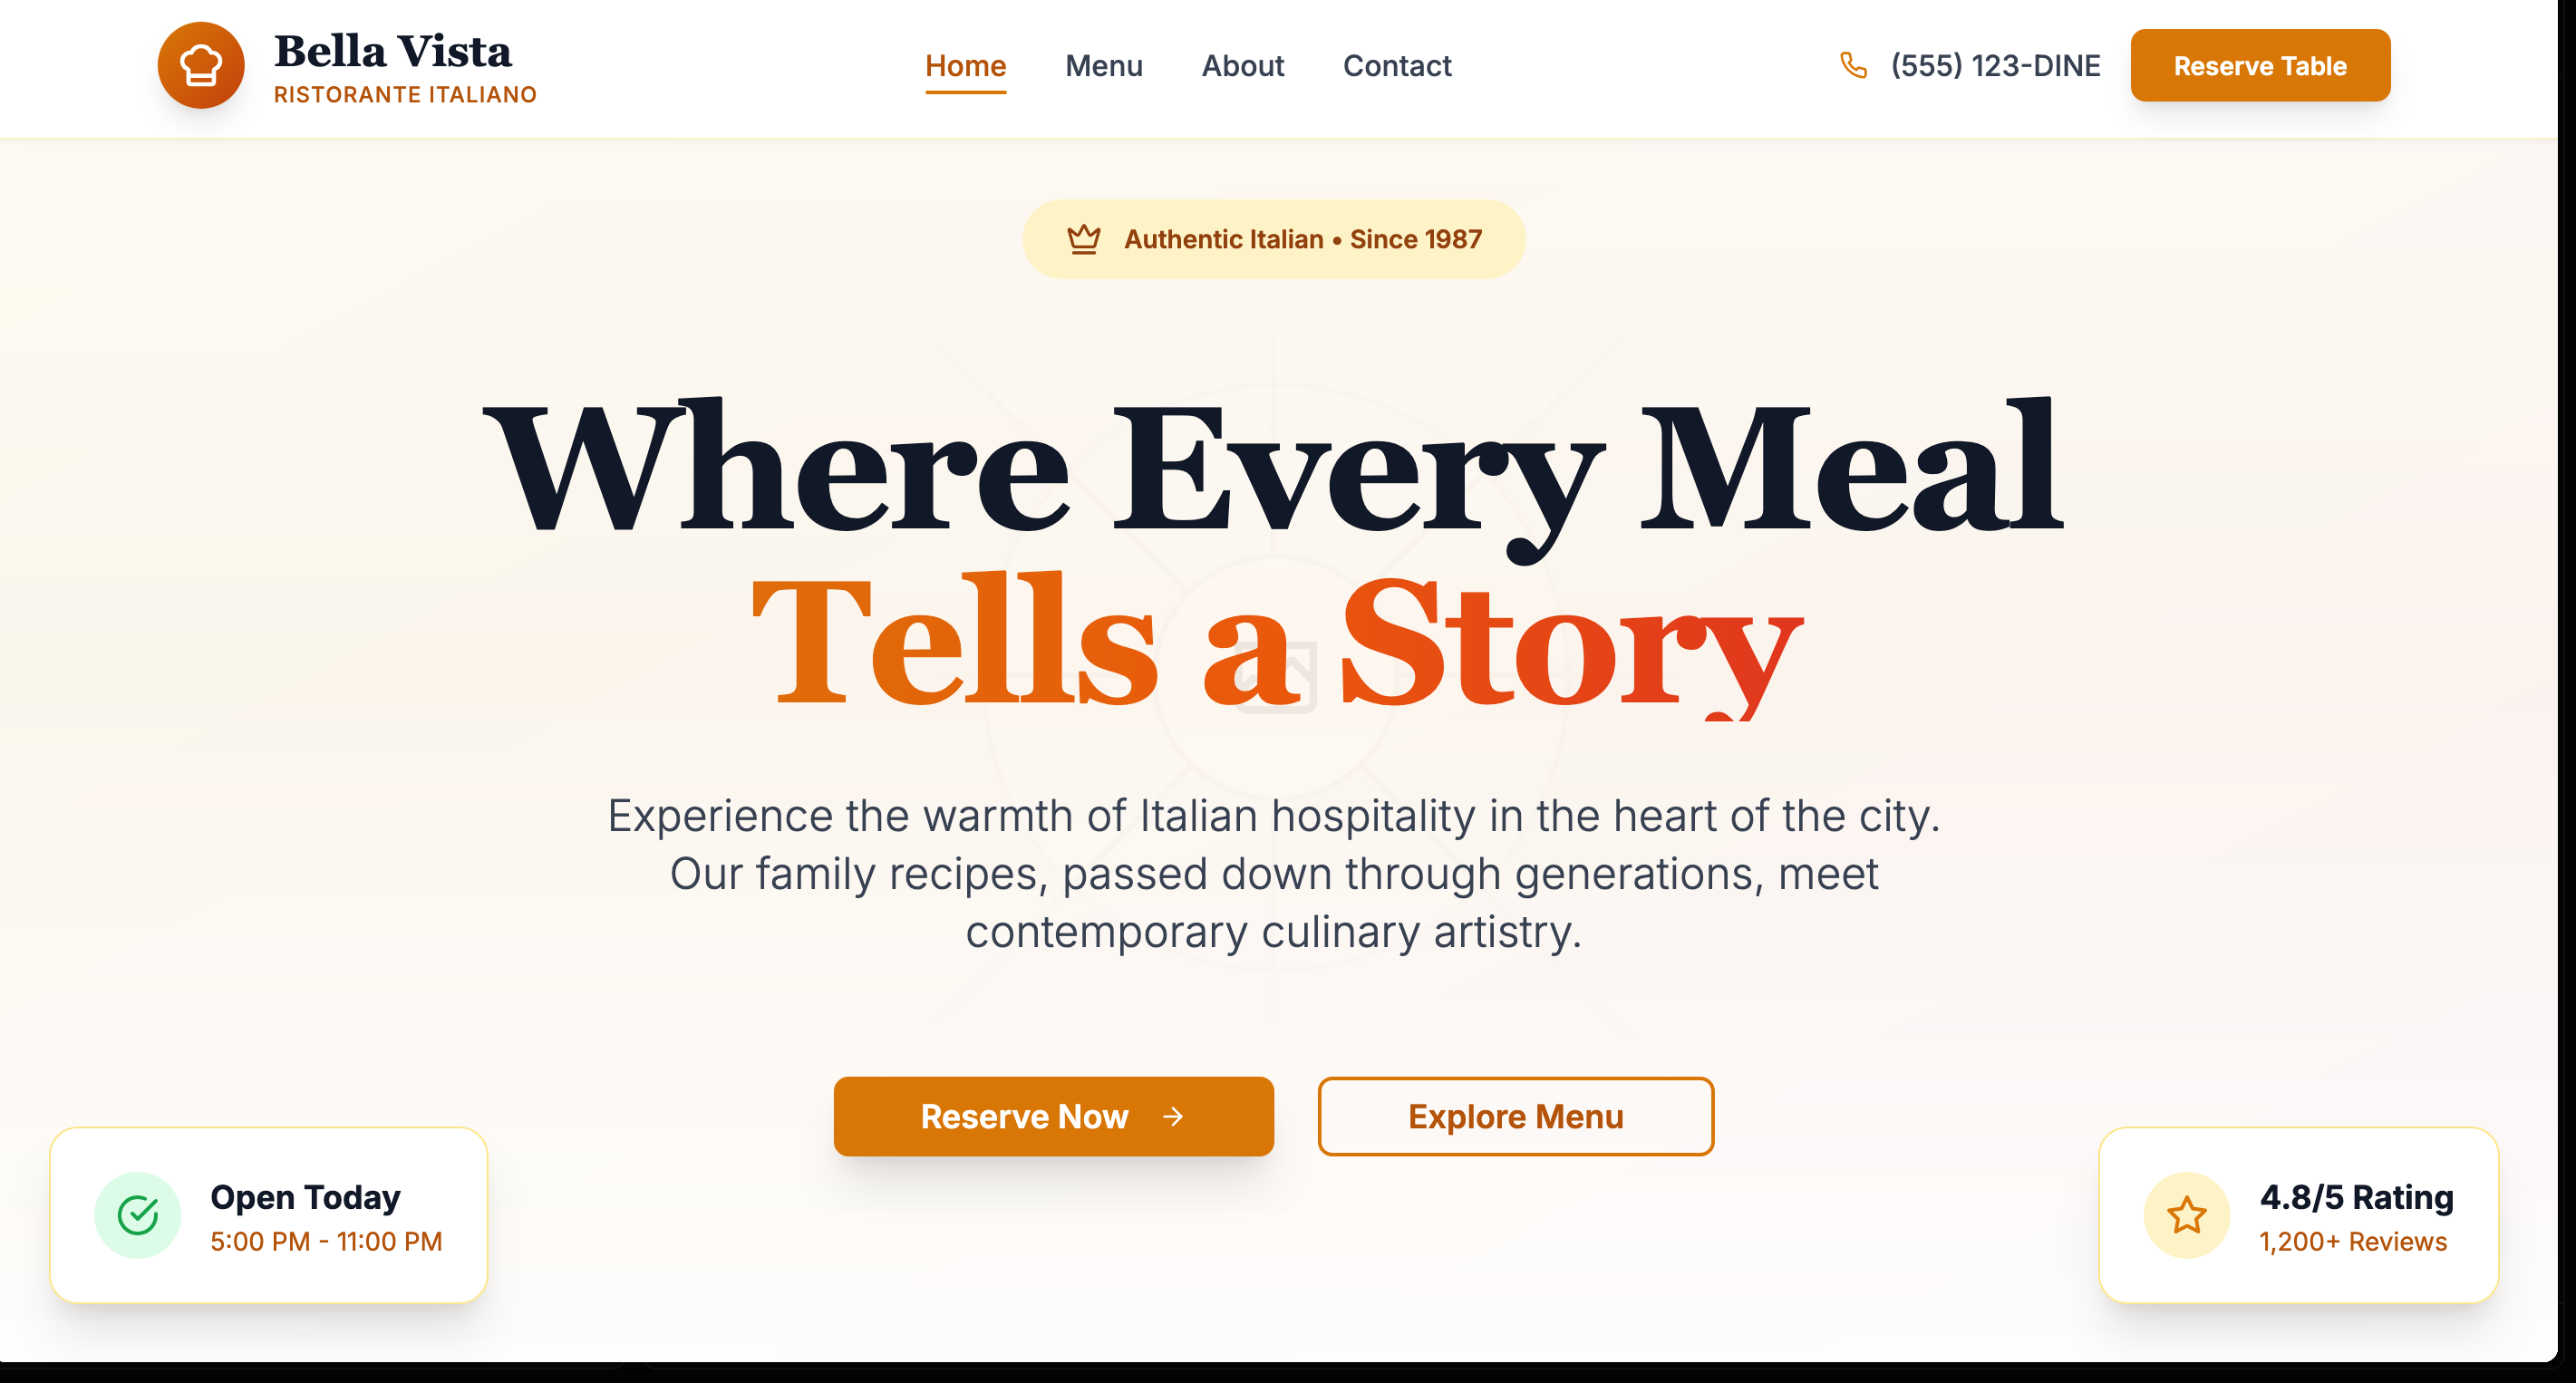 Bella Vista
RISTORANTE ITALIANO
Home
Menu
About
Contact
(555) 123-DINE
Reserve Table
Authentic Italian • Since 1987
Where Every Meal
Tells a Story
Experience the warmth of Italian hospitality in the heart of the city.
Our family recipes, passed down through generations, meet
contemporary culinary artistry.
Reserve Now
Explore Menu
Open Today
5:00 PM - 11:00 PM
4.8/5 Rating
1,200+ Reviews